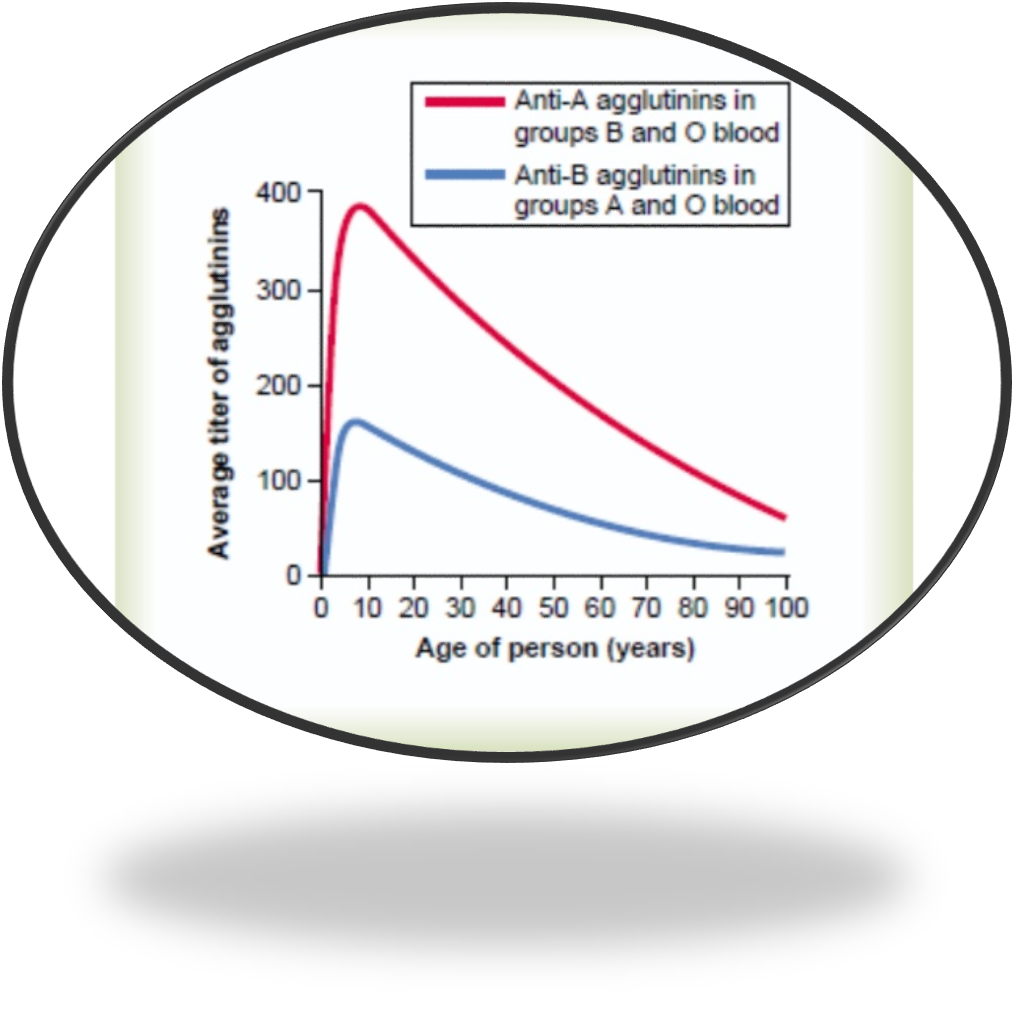 Anti-A agglutinins in
groups B and O blood
Anti-B agglutinins in
groups A and O blood
400
300
200
100
0
Average titer of agglutinins
0 10 20 30 40 50 60 70 80 90 100
Age of person (years)